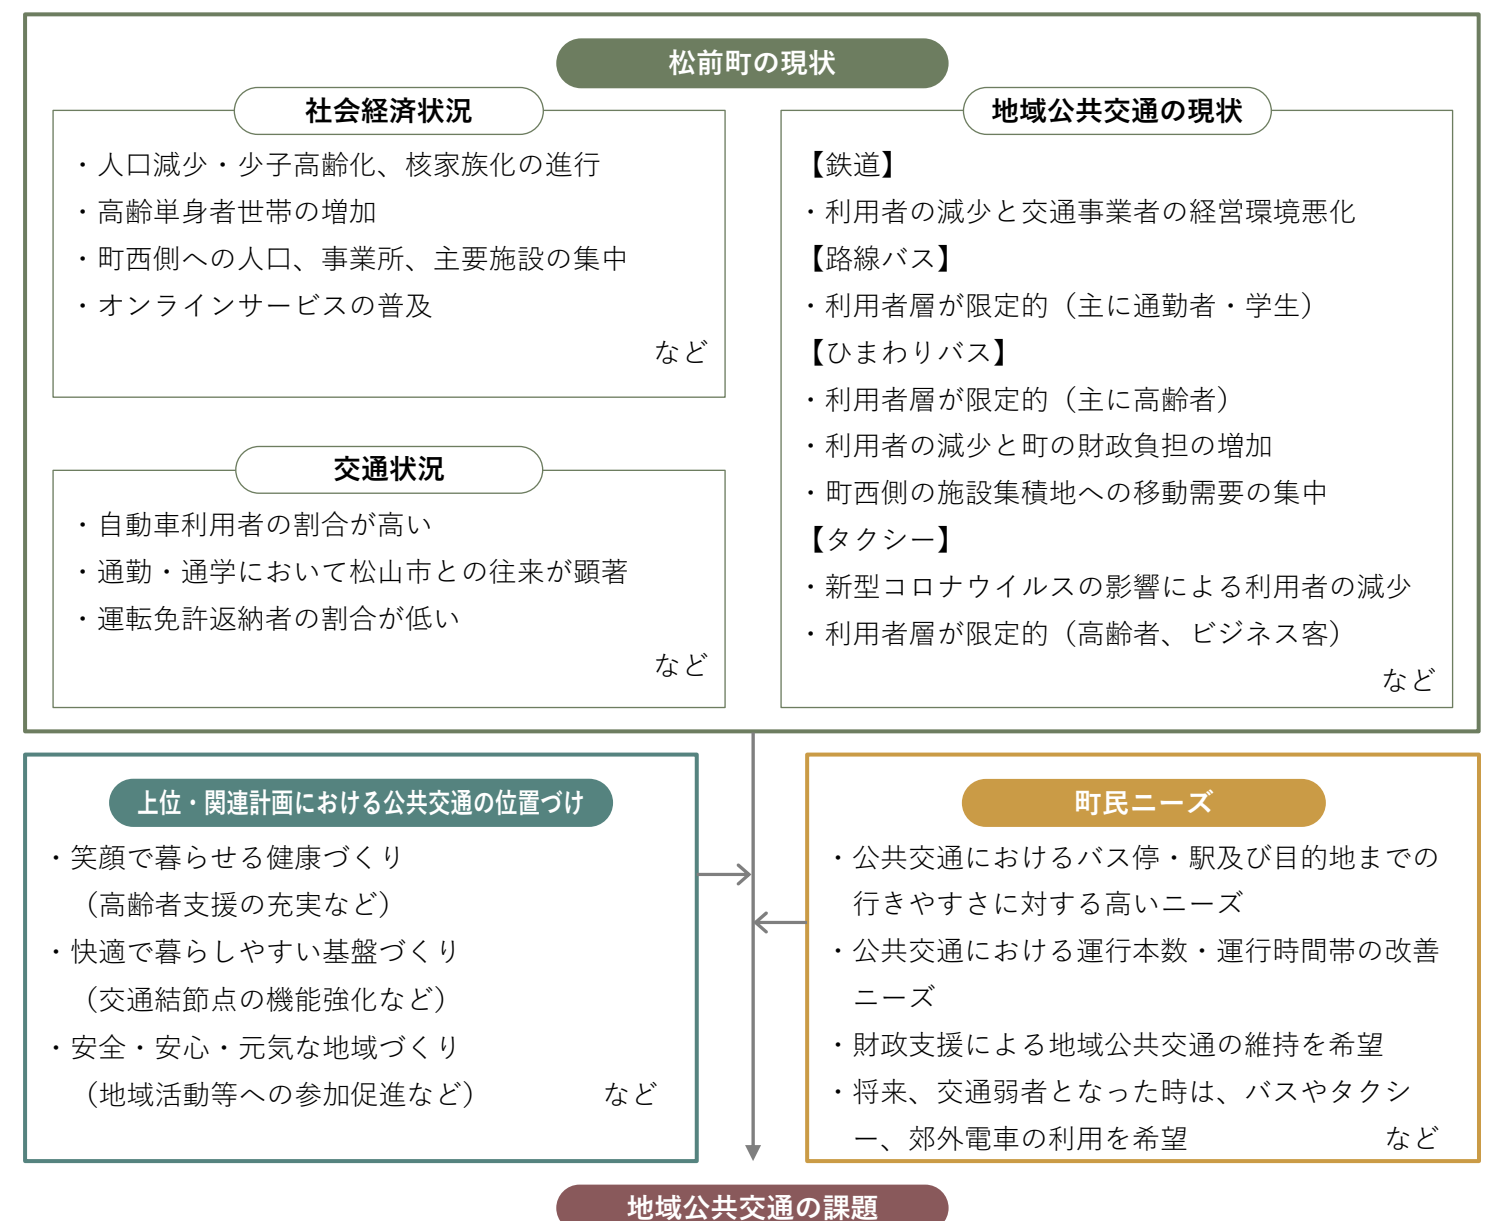 松前町の現状
社会経済状況
・人口減少・少子高齢化、核家族化の進行
・高齢単身者世帯の増加
・町西側への人口、事業所、主要施設の集中
・オンラインサービスの普及
など
交通状況
・自動車利用者の割合が高い
・通勤・通学において松山市との往来が顕著
・運転免許返納者の割合が低い
など
地域公共交通の現状
【鉄道】
・利用者の減少と交通事業者の経営環境悪化
【路線バス】
・利用者層が限定的（主に通勤者・学生）
【ひまわりバス】
・利用者層が限定的（主に高齢者）
・利用者の減少と町の財政負担の増加
・町西側の施設集積地への移動需要の集中
【タクシー】
・新型コロナウイルスの影響による利用者の減少
・利用者層が限定的（高齢者、ビジネス客）
など
上位・関連計画における公共交通の位置づけ
・笑顔で暮らせる健康づくり
（高齢者支援の充実など）
・快適で暮らしやすい基盤づくり
（交通結節点の機能強化など）
・安全・安心・元気な地域づくり
（地域活動等への参加促進など） など
町民ニーズ
・公共交通におけるバス停・駅及び目的地までの
行きやすさに対する高いニーズ
・公共交通における運行本数・運行時間帯の改善
ニーズ
・財政支援による地域公共交通の維持を希望
・将来、交通弱者となった時は、バスやタクシ
ー、郊外電車の利用を希望 など
地域公共交通の課題